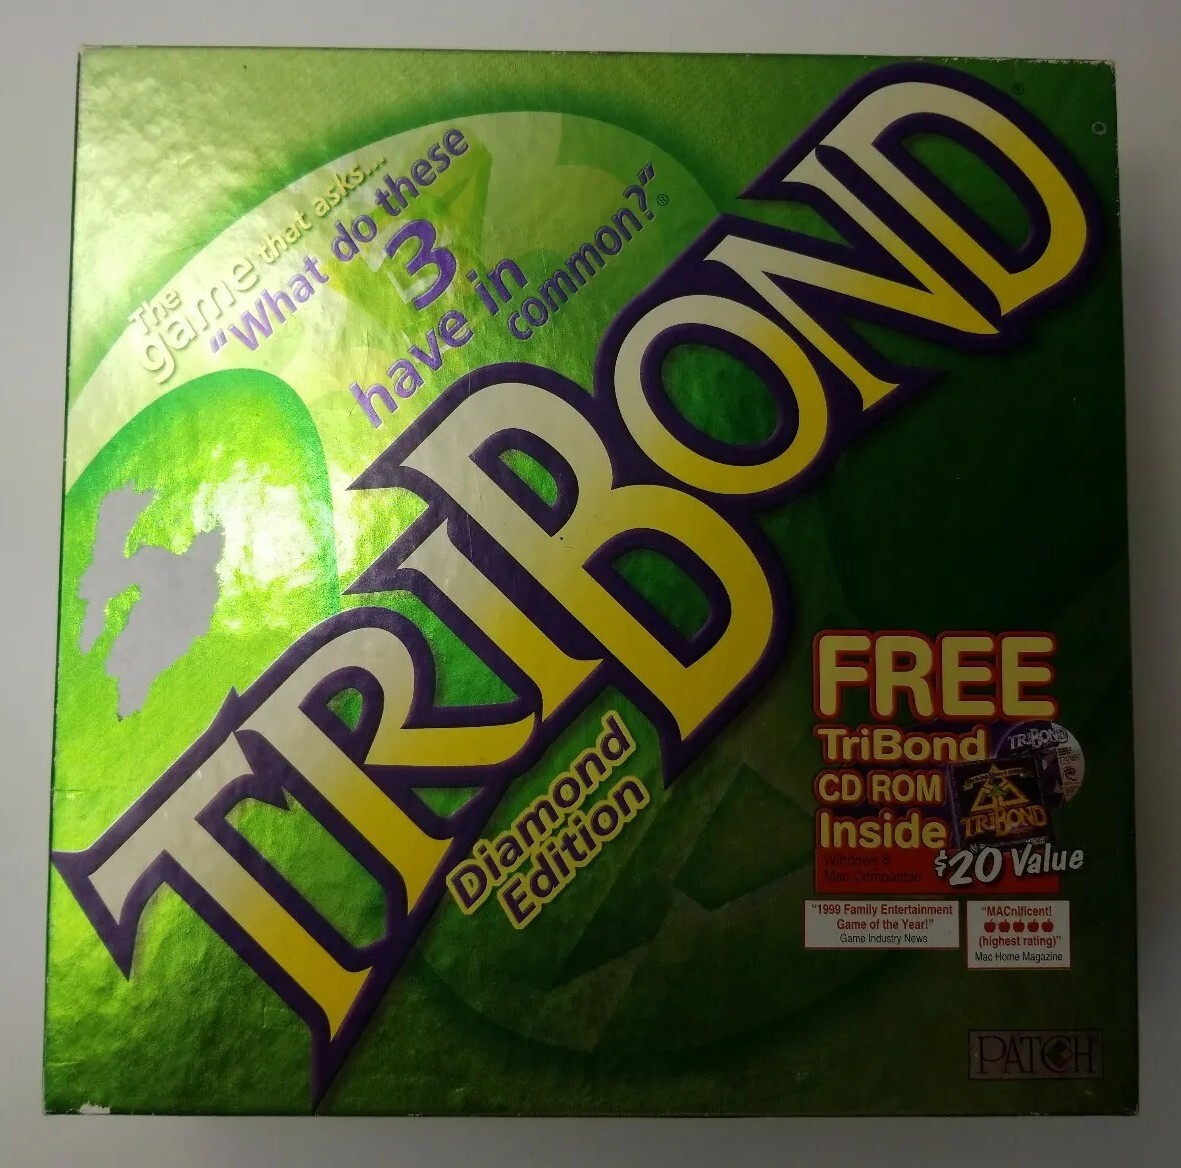 The
game that asks...
"What do these
3
have in
common?"®
TRIBOND®
Diamond
Edition
FREE
TriBond
CD ROM
Inside
Windows &
Mac Compatible
$20 Value
TRIBOND
TRIBOND
"1999 Family Entertainment
Game of the Year!"
Game Industry News
"MACnificent!
(highest rating)"
Mac Home Magazine
PATCH